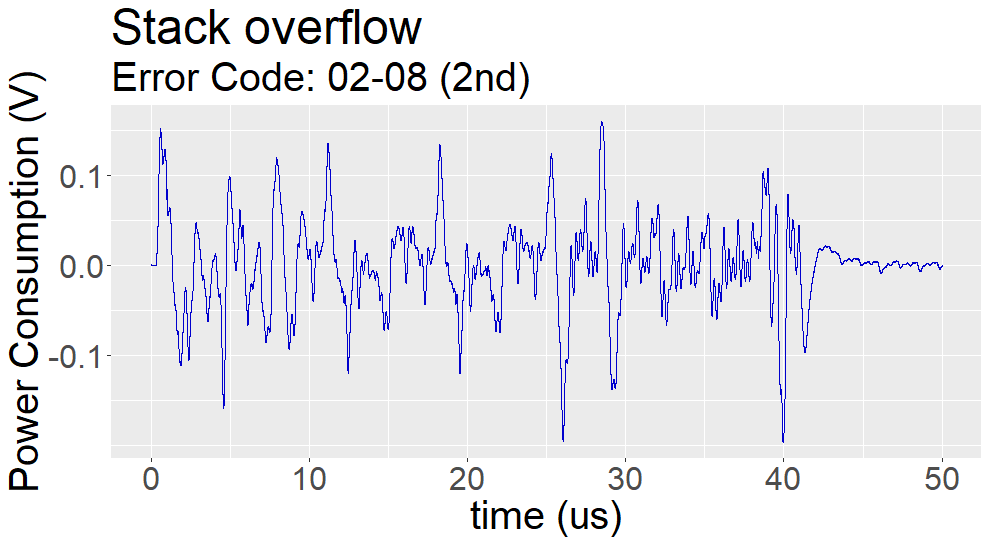 Stack overflow
Error Code: 02-08 (2nd)
Power Consumption (V)
0.1
0.0
-0.1
0 10 20 30 40 50
time (us)